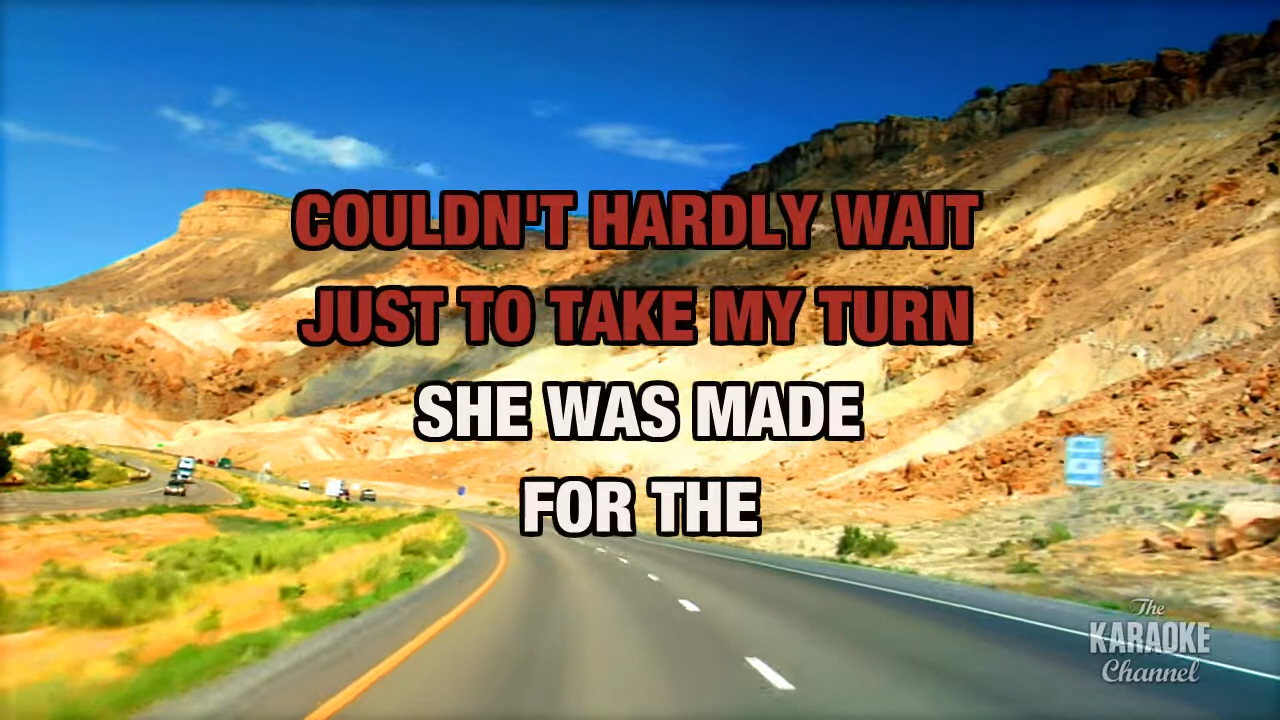 COULDN'T HARDLY WAIT
JUST TO TAKE MY TURN
SHE WAS MADE
FOR THE
The
KARAOKE
Channel